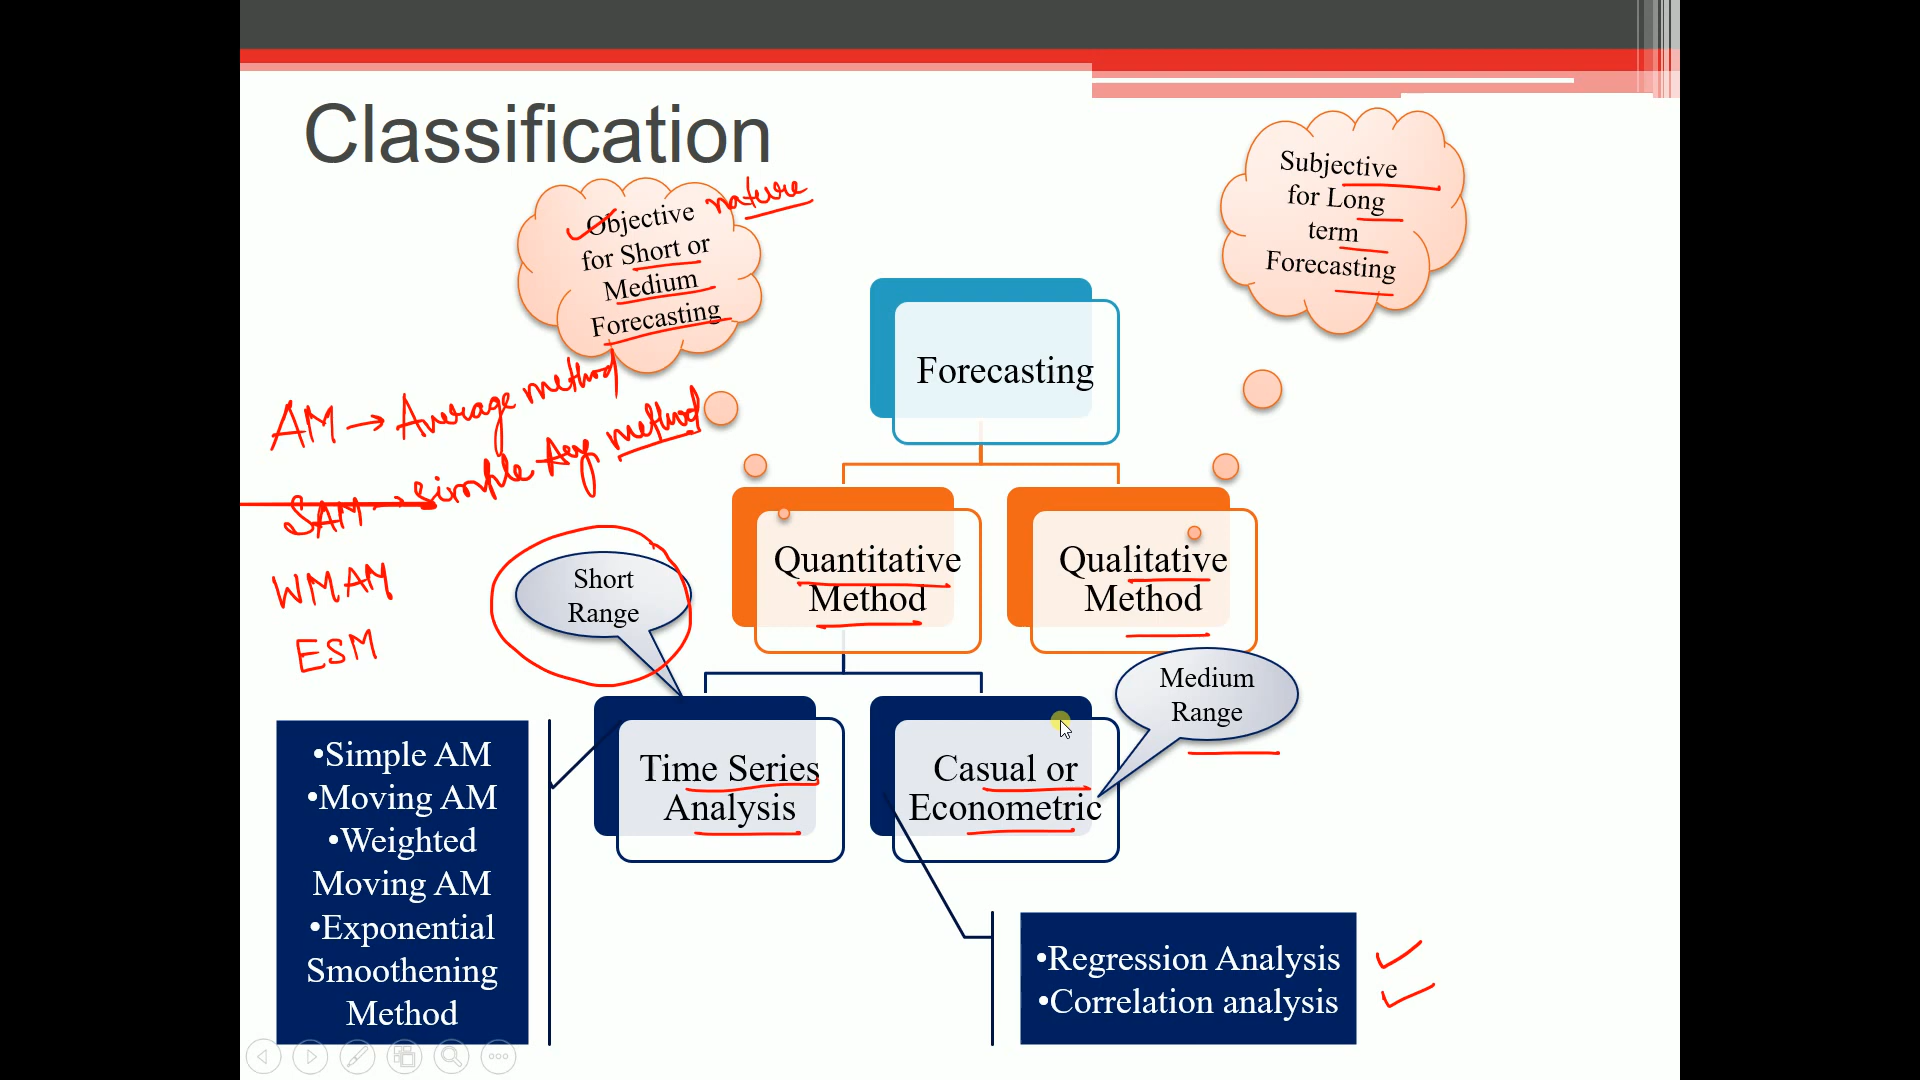 Classification
Objective nature
for Short or
Medium
Forecasting
Subjective
for Long
term
Forecasting
Forecasting
AM → Average method
SAM → simple Avg method
WMAM
ESM
Quantitative
Method
Qualitative
Method
Short
Range
Medium
Range
Time Series
Analysis
Casual or
Econometric
•Simple AM
•Moving AM
•Weighted
Moving AM
•Exponential
Smoothening
Method
•Regression Analysis
•Correlation analysis